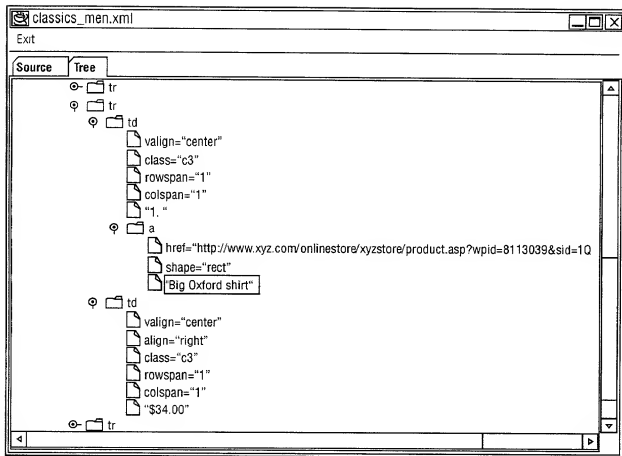 classics_men.xml
Exit
Source Tree
tr
tr
td
valign="center"
class="c3"
rowspan="1"
colspan="1"
"1. "
a
href="http://www.xyz.com/onlinestore/xyzstore/product.asp?wpid=8113039&sid=1Q
shape="rect"
"Big Oxford shirt"
td
valign="center"
align="right"
class="c3"
rowspan="1"
colspan="1"
"$34.00"
tr